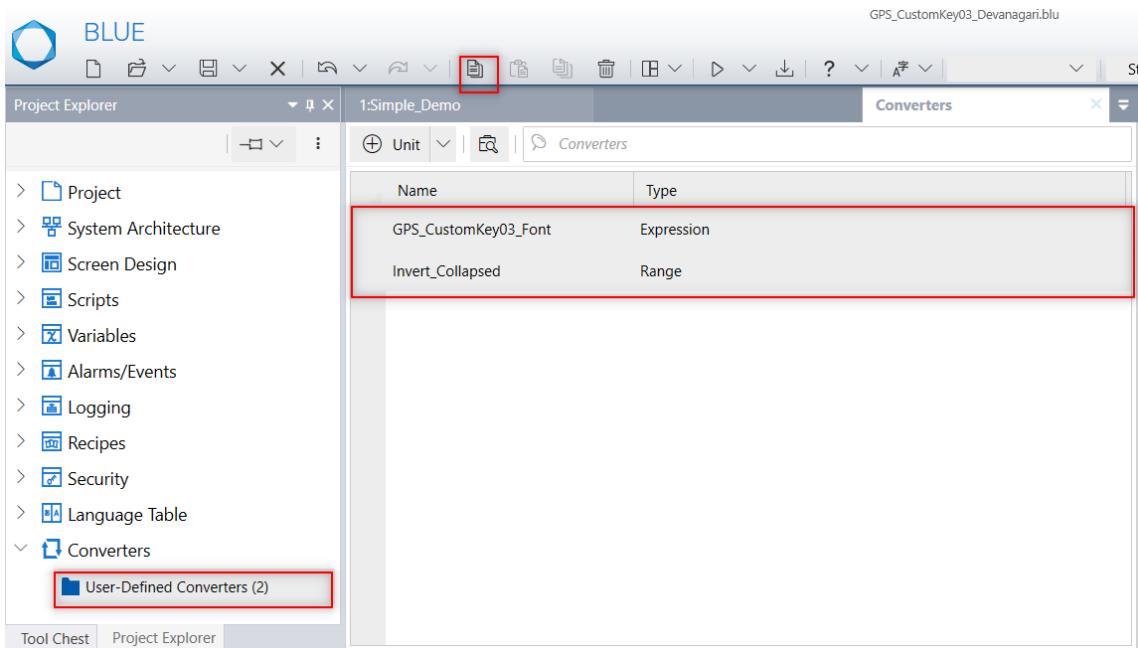 GPS_CustomKey03_Devanagari.blu
BLUE
?
St
Project Explorer
1:Simple_Demo
Converters
Unit
Converters
Name Type
GPS_CustomKey03_Font Expression
Invert_Collapsed Range
Project
System Architecture
Screen Design
Scripts
Variables
Alarms/Events
Logging
Recipes
Security
Language Table
Converters
User-Defined Converters (2)
Tool Chest
Project Explorer